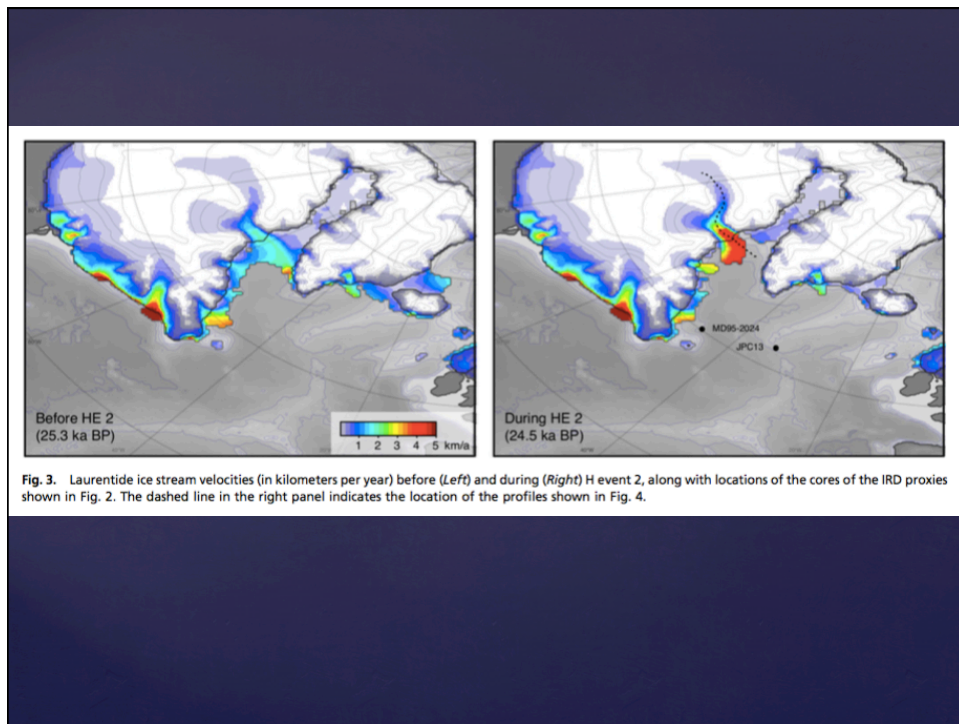 Before HE 2
(25.3 ka BP)
1 2 3 4 5 km/a
MD95-2024
JPC13
During HE 2
(24.5 ka BP)
Fig. 3. Laurentide ice stream velocities (in kilometers per year) before (Left) and during (Right) H event 2, along with locations of the cores of the IRD proxies
shown in Fig. 2. The dashed line in the right panel indicates the location of the profiles shown in Fig. 4.